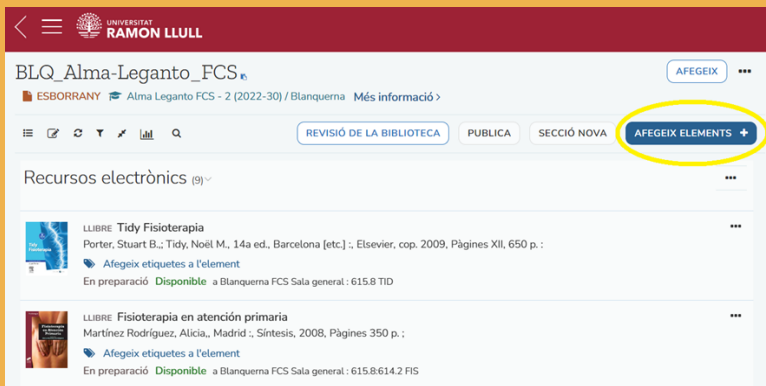 UNIVERSITAT
RAMON LLULL
BLQ_Alma-Leganto_FCS
AFEGEIX
ESBORRANY Alma Leganto FCS - 2 (2022-30) / Blanquerna Més informació >
REVISIÓ DE LA BIBLIOTECA PUBLICA SECCIÓ NOVA AFEGEIX ELEMENTS +
Recursos electrònics (9)
LLIBRE Tidy Fisioterapia
Porter, Stuart B.,; Tidy, Noël M., 14a ed., Barcelona [etc.] :, Elsevier, cop. 2009, Pàgines XII, 650 p. :
Afegeix etiquetes a l'element
En preparació Disponible a Blanquerna FCS Sala general : 615.8 TID
LLIBRE Fisioterapia en atención primaria
Martínez Rodríguez, Alicia,, Madrid :, Síntesis, 2008, Pàgines 350 p. ;
Afegeix etiquetes a l'element
En preparació Disponible a Blanquerna FCS Sala general : 615.8:614.2 FIS